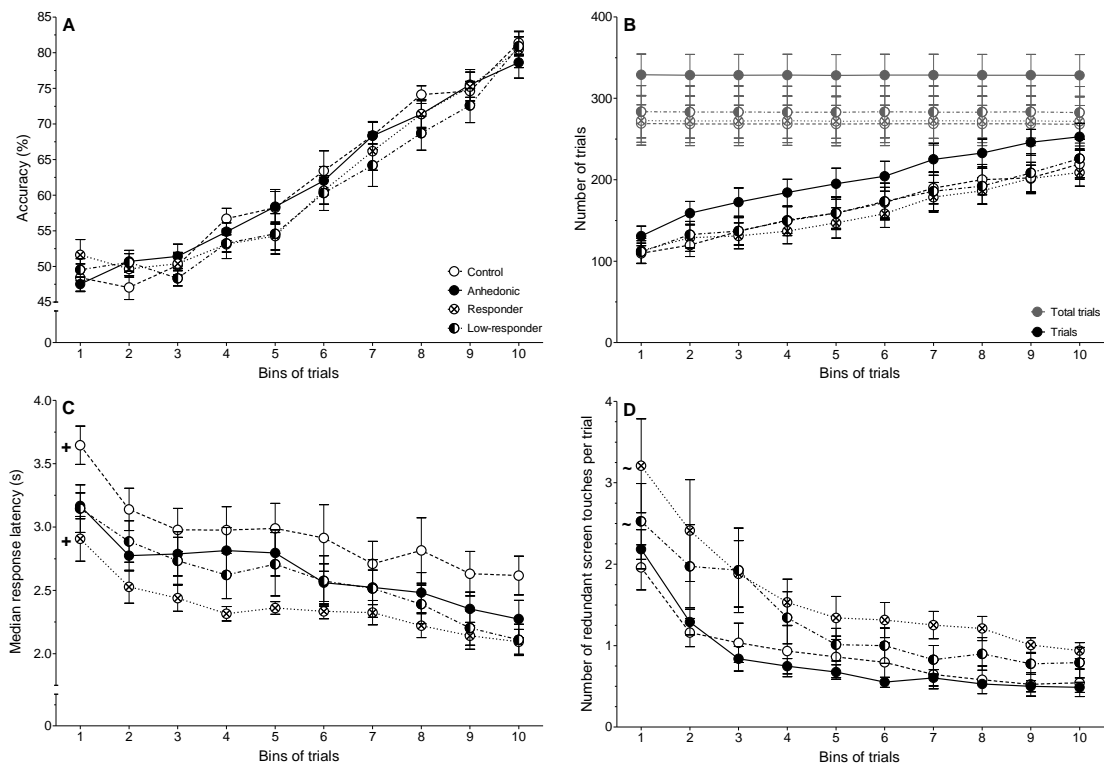 A
Accuracy (%)
85
80
75
70
65
60
55
50
45
0
Control
Anhedonic
Responder
Low-responder
1 2 3 4 5 6 7 8 9 10
Bins of trials
B
Number of trials
400
300
200
100
0
Total trials
Trials
1 2 3 4 5 6 7 8 9 10
Bins of trials
C
Median response latency (s)
4.0
3.5
3.0
2.5
2.0
0
+
+
1 2 3 4 5 6 7 8 9 10
Bins of trials
D
Number of redundant screen touches per trial
4
3
2
1
0
~
~
1 2 3 4 5 6 7 8 9 10
Bins of trials